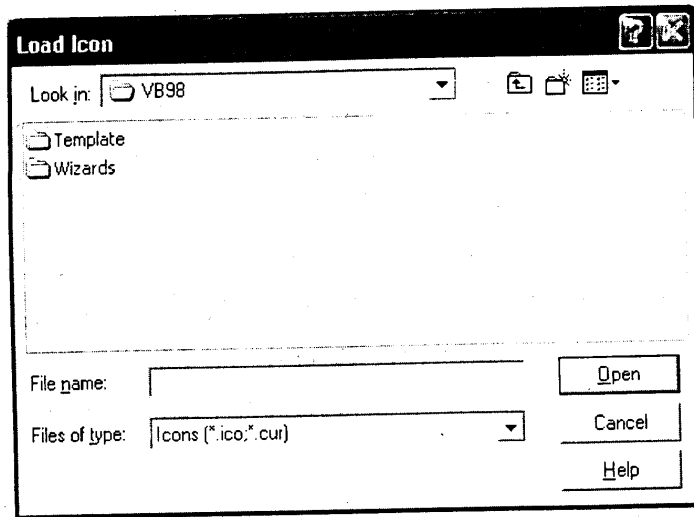 Load Icon
Look in: VB98
Template
Wizards
File name:
Open
Files of type: Icons (*.ico;*.cur)
Cancel
Help